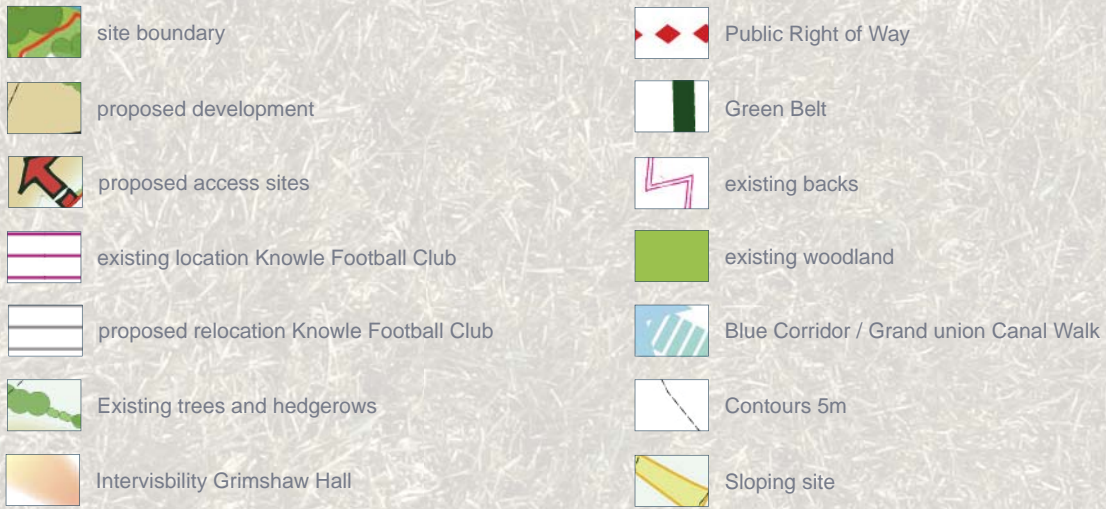 site boundary
proposed development
proposed access sites
existing location Knowle Football Club
proposed relocation Knowle Football Club
Existing trees and hedgerows
Intervisbility Grimshaw Hall
Public Right of Way
Green Belt
existing backs
existing woodland
Blue Corridor / Grand union Canal Walk
Contours 5m
Sloping site